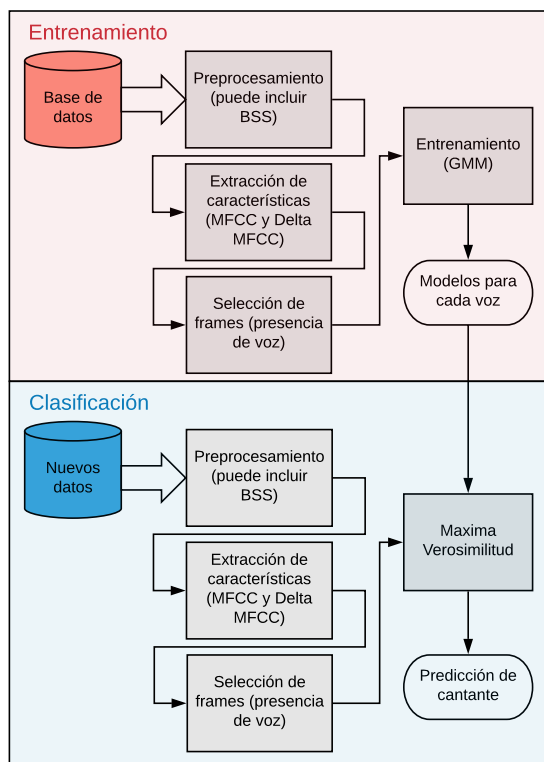 Entrenamiento
Base de
datos
Preprocesamiento
(puede incluir
BSS)
Extracción de
características
(MFCC y Delta
MFCC)
Selección de
frames (presencia
de voz)
Entrenamiento
(GMM)
Modelos para
cada voz
Clasificación
Nuevos
datos
Preprocesamiento
(puede incluir
BSS)
Extracción de
características
(MFCC y Delta
MFCC)
Selección de
frames (presencia
de voz)
Maxima
Verosimilitud
Predicción de
cantante